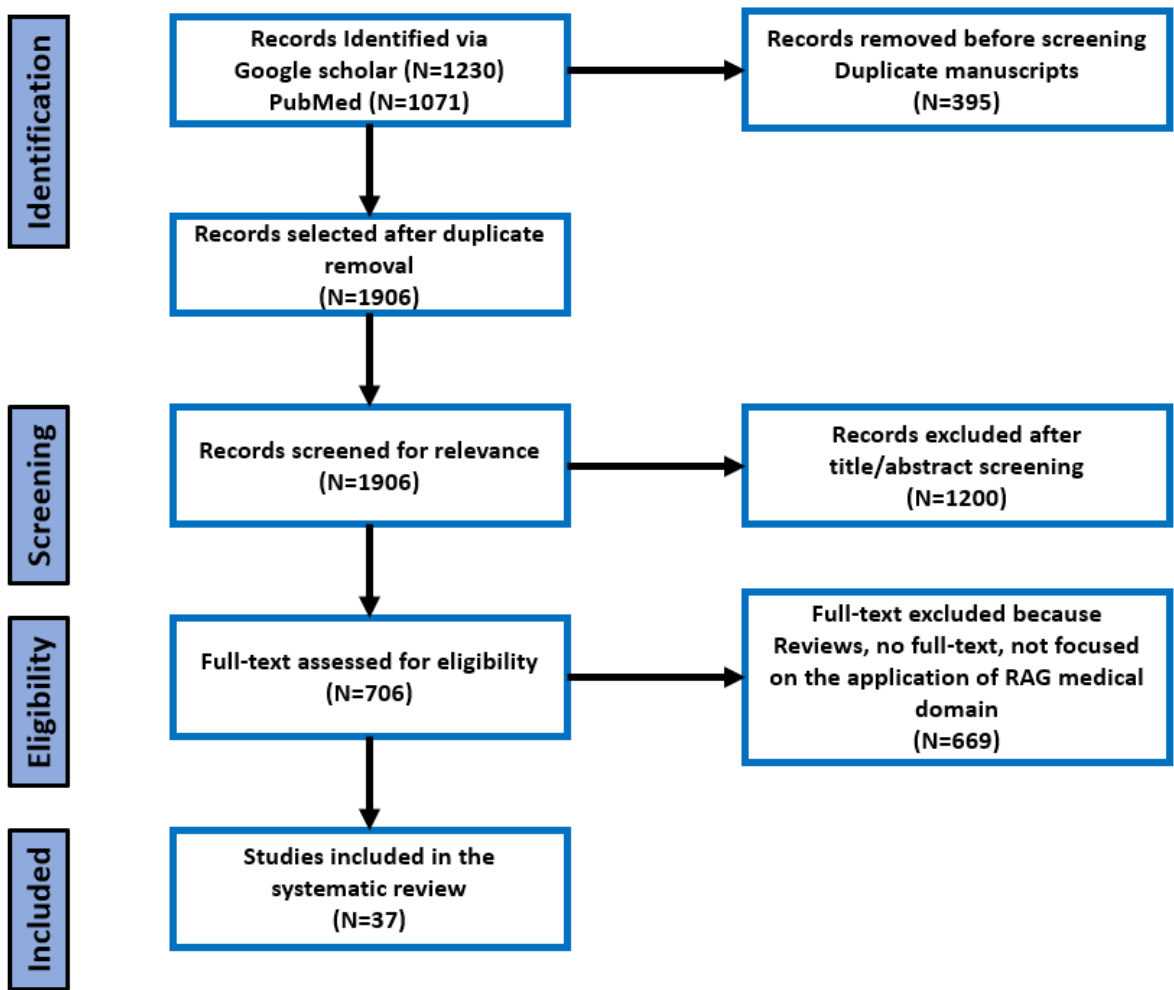 Identification
Records Identified via
Google scholar (N=1230)
PubMed (N=1071)
Records removed before screening
Duplicate manuscripts
(N=395)
Records selected after duplicate
removal
(N=1906)
Screening
Records screened for relevance
(N=1906)
Records excluded after
title/abstract screening
(N=1200)
Eligibility
Full-text assessed for eligibility
(N=706)
Full-text excluded because
Reviews, no full-text, not focused
on the application of RAG medical
domain
(N=669)
Included
Studies included in the
systematic review
(N=37)